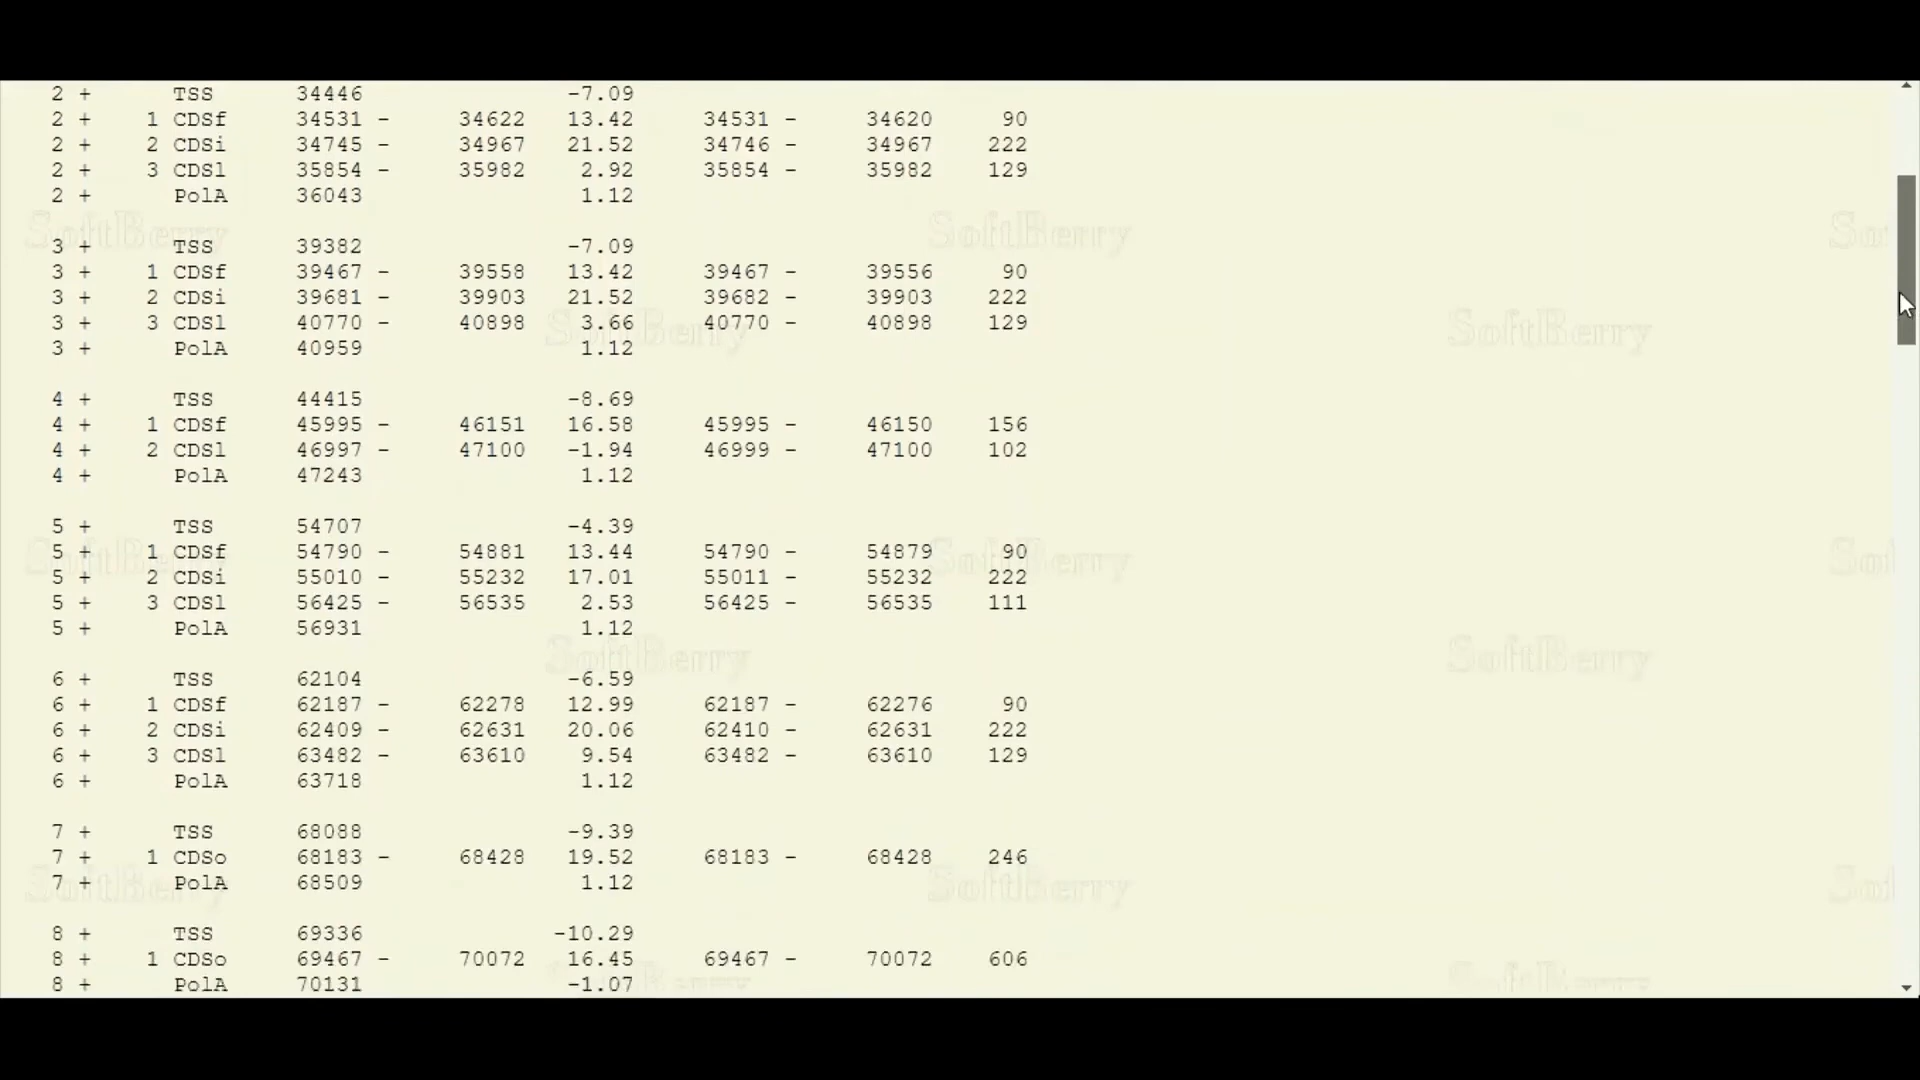 2 + TSS 34446 -7.09
2 + 1 CDSf 34531 - 34622 13.42 34531 - 34620 90
2 + 2 CDSi 34745 - 34967 21.52 34746 - 34967 222
2 + 3 CDSl 35854 - 35982 2.92 35854 - 35982 129
2 + PolA 36043 1.12
SoftBerry SoftBerry
3 + TSS 39382 -7.09
3 + 1 CDSf 39467 - 39558 13.42 39467 - 39556 90
3 + 2 CDSi 39681 - 39903 21.52 39682 - 39903 222
3 + 3 CDSl 40770 - 40898 3.66 40770 - 40898 129
SoftBerry SoftBerry
3 + PolA 40959 1.12
4 + TSS 44415 -8.69
4 + 1 CDSf 45995 - 46151 16.58 45995 - 46150 156
4 + 2 CDSl 46997 - 47100 -1.94 46999 - 47100 102
4 + PolA 47243 1.12
5 + TSS 54707 -4.39
5 + 1 CDSf 54790 - 54881 13.44 54790 - 54879 90
SoftBerry SoftBerry
5 + 2 CDSi 55010 - 55232 17.01 55011 - 55232 222
5 + 3 CDSl 56425 - 56535 2.53 56425 - 56535 111
5 + PolA 56931 1.12
SoftBerry SoftBerry
6 + TSS 62104 -6.59
6 + 1 CDSf 62187 - 62278 12.99 62187 - 62276 90
6 + 2 CDSi 62409 - 62631 20.06 62410 - 62631 222
6 + 3 CDSl 63482 - 63610 9.54 63482 - 63610 129
6 + PolA 63718 1.12
7 + TSS 68088 -9.39
7 + 1 CDSo 68183 - 68428 19.52 68183 - 68428 246
7 + PolA 68509 1.12
SoftBerry SoftBerry
8 + TSS 69336 -10.29
8 + 1 CDSo 69467 - 70072 16.45 69467 - 70072 606
8 + PolA 70131 -1.07
SoftBerry SoftBerry